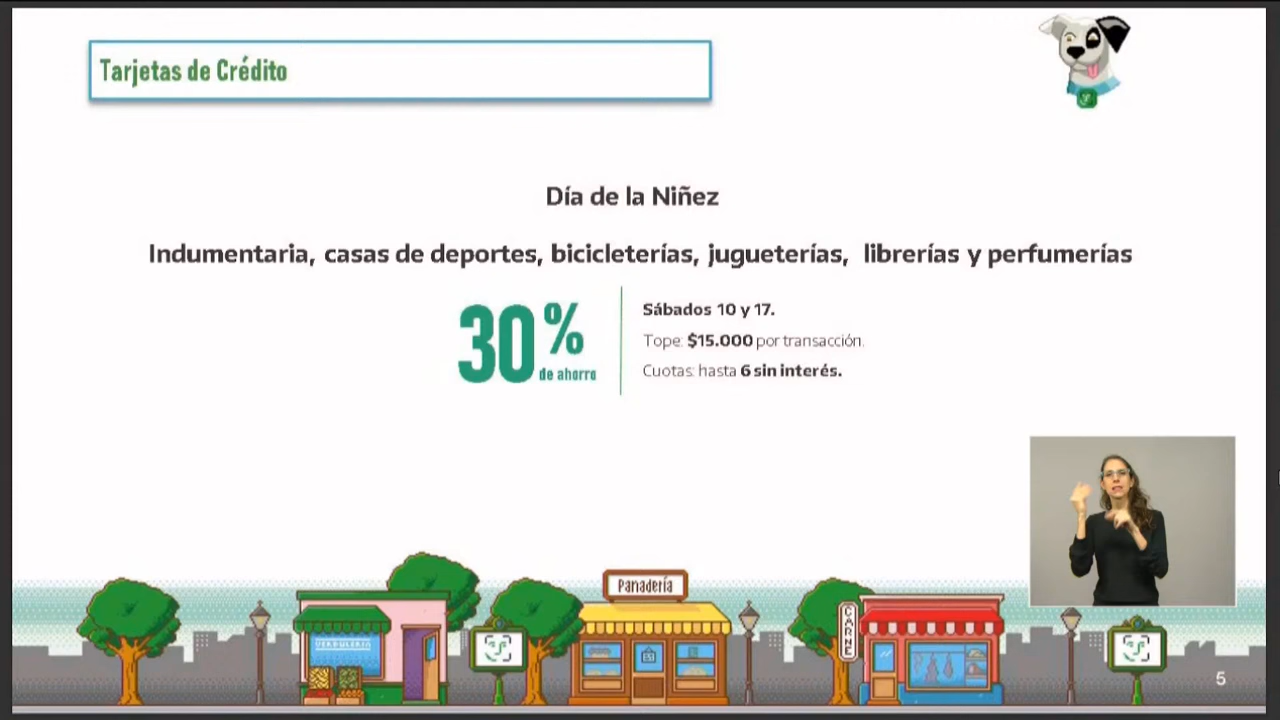 Tarjetas de Crédito
Día de la Niñez
Indumentaria, casas de deportes, bicicleterías, jugueterías, librerías y perfumerías
30%
de ahorro
Sábados 10 y 17.
Tope: $15.000 por transacción.
Cuotas: hasta 6 sin interés.
Panadería
VERDULERIA
CARNE
5